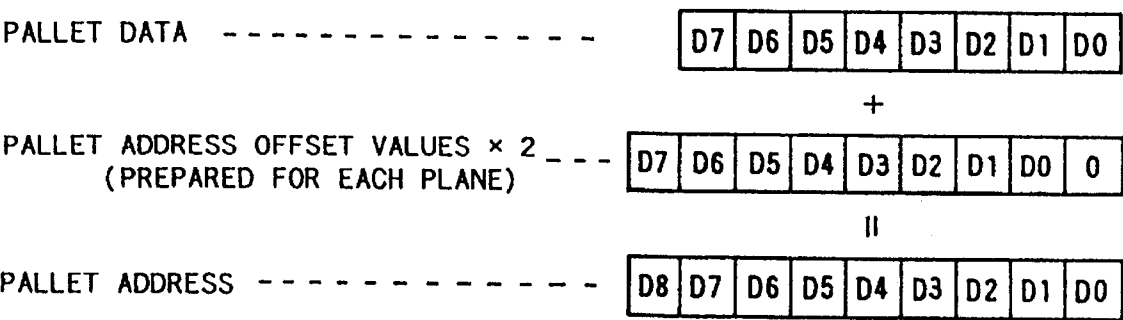 PALLET DATA -------------- D7 D6 D5 D4 D3 D2 D1 D0
+
PALLET ADDRESS OFFSET VALUES × 2 --- D7 D6 D5 D4 D3 D2 D1 D0 0
(PREPARED FOR EACH PLANE)
=
PALLET ADDRESS ------------ D8 D7 D6 D5 D4 D3 D2 D1 D0